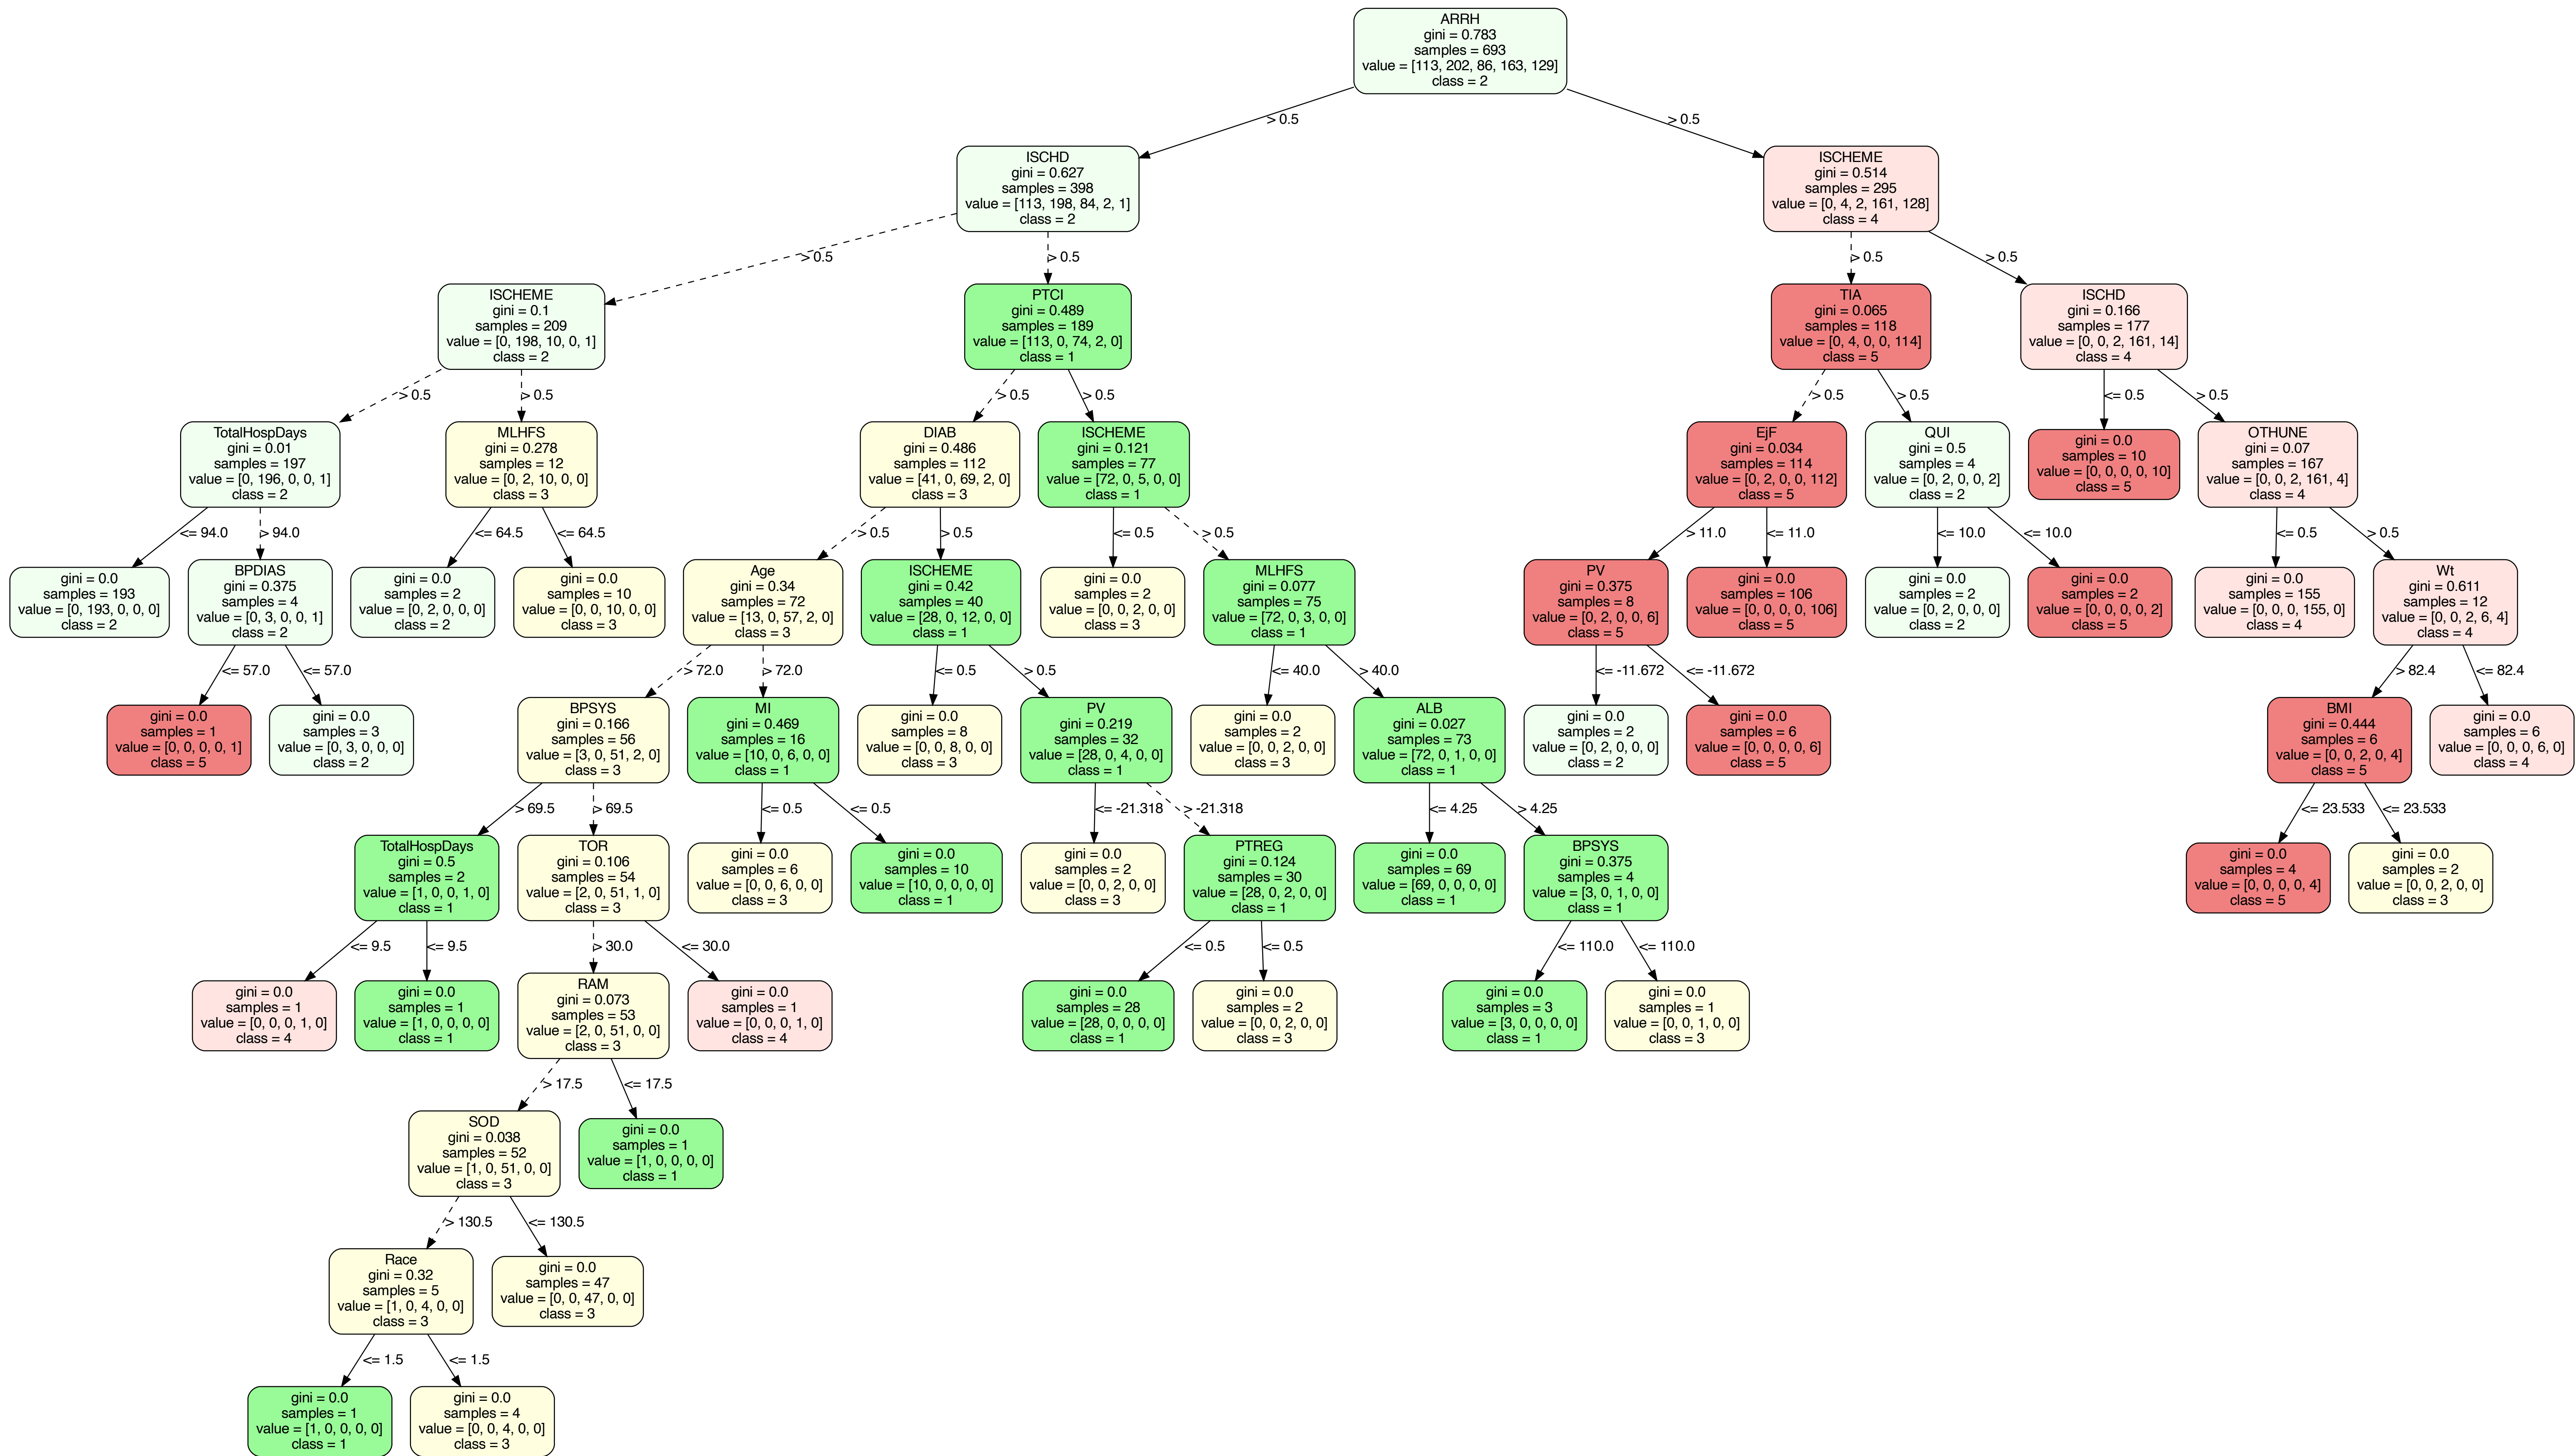 ARRH
gini = 0.783
samples = 693
value = [113, 202, 86, 163, 129]
class = 2
> 0.5
> 0.5
ISCHD
gini = 0.627
samples = 398
value = [113, 198, 84, 2, 1]
class = 2
ISCHEME
gini = 0.514
samples = 295
value = [0, 4, 2, 161, 128]
class = 4
> 0.5
> 0.5
> 0.5
> 0.5
ISCHEME
gini = 0.1
samples = 209
value = [0, 198, 10, 0, 1]
class = 2
PTCI
gini = 0.489
samples = 189
value = [113, 0, 74, 2, 0]
class = 1
TIA
gini = 0.065
samples = 118
value = [0, 4, 0, 0, 114]
class = 5
ISCHD
gini = 0.166
samples = 177
value = [0, 0, 2, 161, 14]
class = 4
> 0.5
> 0.5
> 0.5
> 0.5
> 0.5
> 0.5
<= 0.5
> 0.5
TotalHospDays
gini = 0.01
samples = 197
value = [0, 196, 0, 0, 1]
class = 2
MLHFS
gini = 0.278
samples = 12
value = [0, 2, 10, 0, 0]
class = 3
DIAB
gini = 0.486
samples = 112
value = [41, 0, 69, 2, 0]
class = 3
ISCHEME
gini = 0.121
samples = 77
value = [72, 0, 5, 0, 0]
class = 1
EjF
gini = 0.034
samples = 114
value = [0, 2, 0, 0, 112]
class = 5
QUI
gini = 0.5
samples = 4
value = [0, 2, 0, 0, 2]
class = 2
gini = 0.0
samples = 10
value = [0, 0, 0, 0, 10]
class = 5
OTHUNE
gini = 0.07
samples = 167
value = [0, 0, 2, 161, 4]
class = 4
<= 94.0
> 94.0
<= 64.5
<= 64.5
> 0.5
> 0.5
<= 0.5
> 0.5
> 11.0
<= 11.0
<= 10.0
<= 10.0
<= 0.5
> 0.5
gini = 0.0
samples = 193
value = [0, 193, 0, 0, 0]
class = 2
BPDIAS
gini = 0.375
samples = 4
value = [0, 3, 0, 0, 1]
class = 2
gini = 0.0
samples = 2
value = [0, 2, 0, 0, 0]
class = 2
gini = 0.0
samples = 10
value = [0, 0, 10, 0, 0]
class = 3
Age
gini = 0.34
samples = 72
value = [13, 0, 57, 2, 0]
class = 3
ISCHEME
gini = 0.42
samples = 40
value = [28, 0, 12, 0, 0]
class = 1
gini = 0.0
samples = 2
value = [0, 0, 2, 0, 0]
class = 3
MLHFS
gini = 0.077
samples = 75
value = [72, 0, 3, 0, 0]
class = 1
PV
gini = 0.375
samples = 8
value = [0, 2, 0, 0, 6]
class = 5
gini = 0.0
samples = 106
value = [0, 0, 0, 0, 106]
class = 5
gini = 0.0
samples = 2
value = [0, 2, 0, 0, 0]
class = 2
gini = 0.0
samples = 2
value = [0, 0, 0, 0, 2]
class = 5
gini = 0.0
samples = 155
value = [0, 0, 0, 155, 0]
class = 4
Wt
gini = 0.611
samples = 12
value = [0, 0, 2, 6, 4]
class = 4
<= 57.0
<= 57.0
> 72.0
> 72.0
<= 0.5
> 0.5
<= 40.0
> 40.0
<= -11.672
<= -11.672
> 82.4
<= 82.4
gini = 0.0
samples = 1
value = [0, 0, 0, 0, 1]
class = 5
gini = 0.0
samples = 3
value = [0, 3, 0, 0, 0]
class = 2
BPSYS
gini = 0.166
samples = 56
value = [3, 0, 51, 2, 0]
class = 3
MI
gini = 0.469
samples = 16
value = [10, 0, 6, 0, 0]
class = 1
gini = 0.0
samples = 8
value = [0, 0, 8, 0, 0]
class = 3
PV
gini = 0.219
samples = 32
value = [28, 0, 4, 0, 0]
class = 1
gini = 0.0
samples = 2
value = [0, 0, 2, 0, 0]
class = 3
ALB
gini = 0.027
samples = 73
value = [72, 0, 1, 0, 0]
class = 1
gini = 0.0
samples = 2
value = [0, 2, 0, 0, 0]
class = 2
gini = 0.0
samples = 6
value = [0, 0, 0, 0, 6]
class = 5
BMI
gini = 0.444
samples = 6
value = [0, 0, 2, 0, 4]
class = 5
gini = 0.0
samples = 6
value = [0, 0, 0, 6, 0]
class = 4
> 69.5
> 69.5
<= 0.5
<= 0.5
<= -21.318
> -21.318
<= 4.25
> 4.25
<= 23.533
<= 23.533
TotalHospDays
gini = 0.5
samples = 2
value = [1, 0, 0, 1, 0]
class = 1
TOR
gini = 0.106
samples = 54
value = [2, 0, 51, 1, 0]
class = 3
gini = 0.0
samples = 6
value = [0, 0, 6, 0, 0]
class = 3
gini = 0.0
samples = 10
value = [10, 0, 0, 0, 0]
class = 1
gini = 0.0
samples = 2
value = [0, 0, 2, 0, 0]
class = 3
PTREG
gini = 0.124
samples = 30
value = [28, 0, 2, 0, 0]
class = 1
gini = 0.0
samples = 69
value = [69, 0, 0, 0, 0]
class = 1
BPSYS
gini = 0.375
samples = 4
value = [3, 0, 1, 0, 0]
class = 1
gini = 0.0
samples = 4
value = [0, 0, 0, 0, 4]
class = 5
gini = 0.0
samples = 2
value = [0, 0, 2, 0, 0]
class = 3
<= 9.5
<= 9.5
> 30.0
<= 30.0
<= 0.5
<= 0.5
<= 110.0
<= 110.0
gini = 0.0
samples = 1
value = [0, 0, 0, 1, 0]
class = 4
gini = 0.0
samples = 1
value = [1, 0, 0, 0, 0]
class = 1
RAM
gini = 0.073
samples = 53
value = [2, 0, 51, 0, 0]
class = 3
gini = 0.0
samples = 1
value = [0, 0, 0, 1, 0]
class = 4
gini = 0.0
samples = 28
value = [28, 0, 0, 0, 0]
class = 1
gini = 0.0
samples = 2
value = [0, 0, 2, 0, 0]
class = 3
gini = 0.0
samples = 3
value = [3, 0, 0, 0, 0]
class = 1
gini = 0.0
samples = 1
value = [0, 0, 1, 0, 0]
class = 3
> 17.5
<= 17.5
SOD
gini = 0.038
samples = 52
value = [1, 0, 51, 0, 0]
class = 3
gini = 0.0
samples = 1
value = [1, 0, 0, 0, 0]
class = 1
> 130.5
<= 130.5
Race
gini = 0.32
samples = 5
value = [1, 0, 4, 0, 0]
class = 3
gini = 0.0
samples = 47
value = [0, 0, 47, 0, 0]
class = 3
<= 1.5
<= 1.5
gini = 0.0
samples = 1
value = [1, 0, 0, 0, 0]
class = 1
gini = 0.0
samples = 4
value = [0, 0, 4, 0, 0]
class = 3